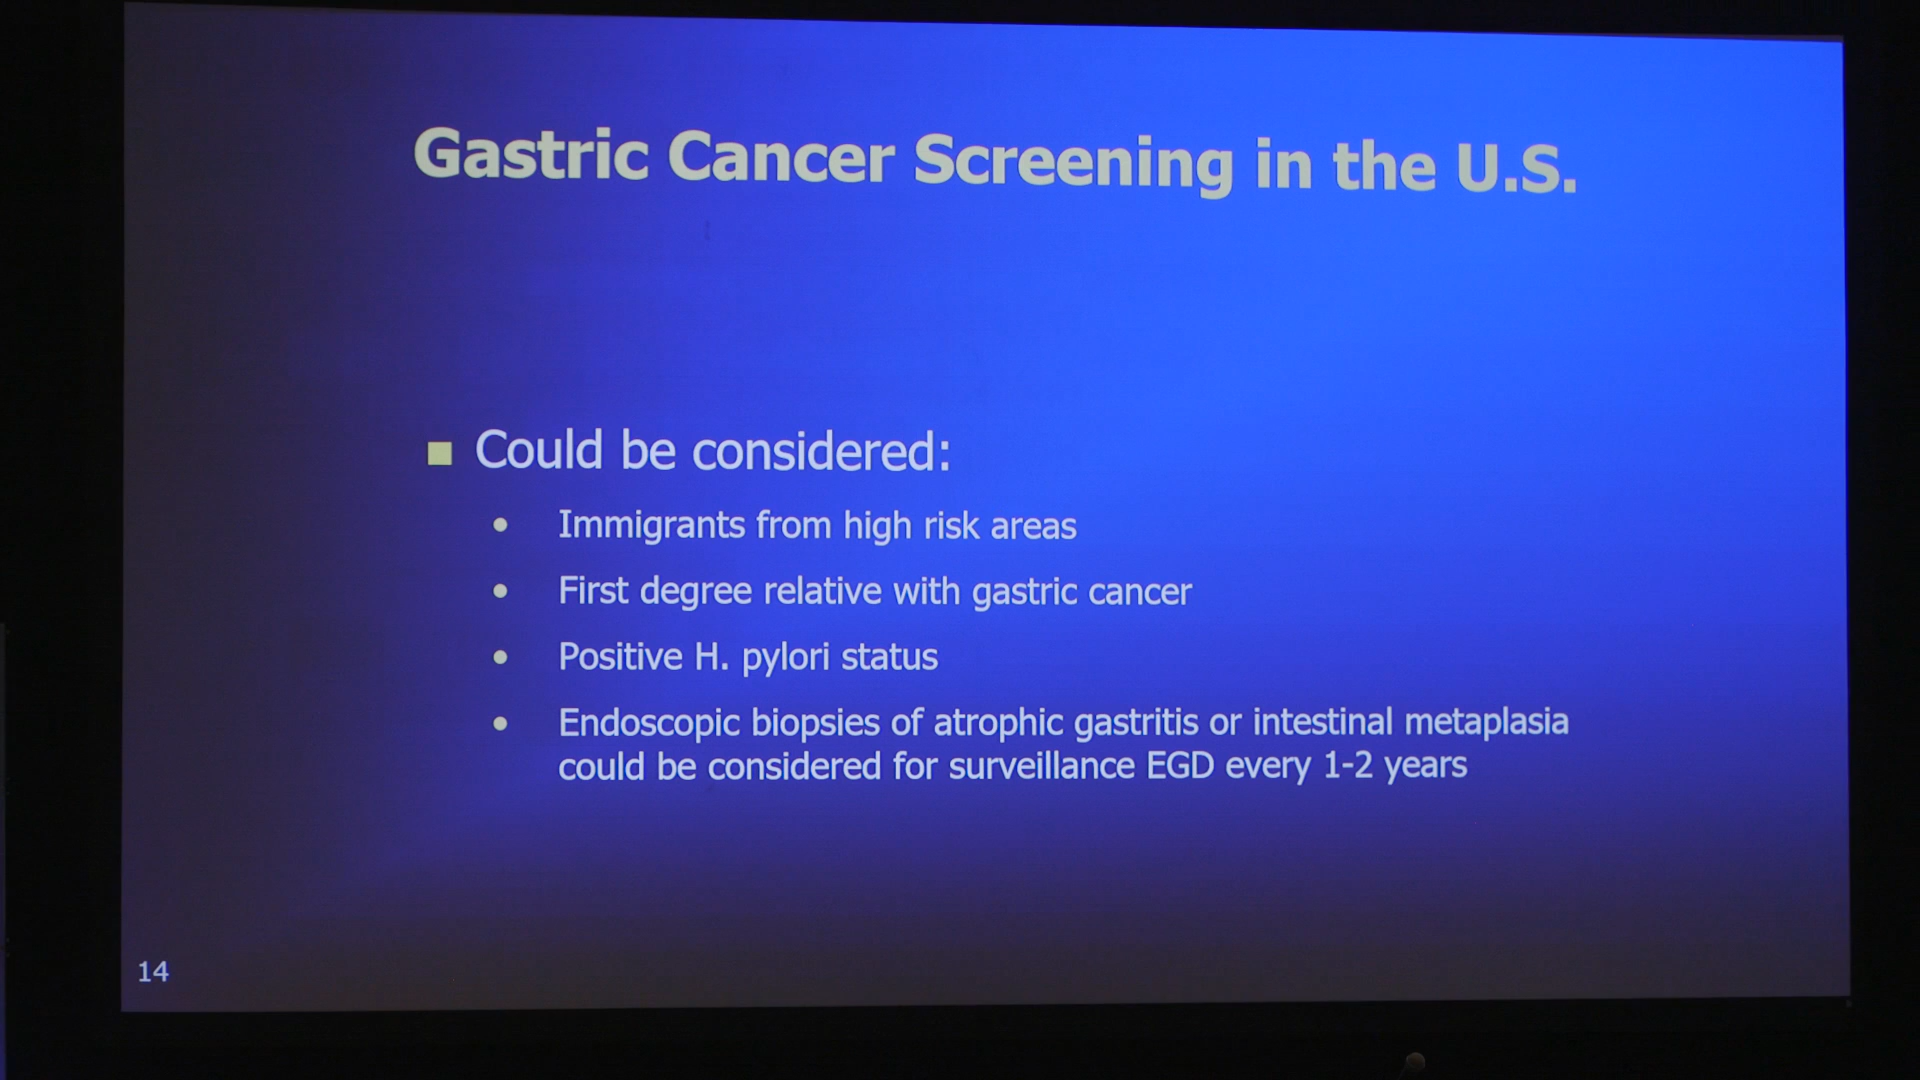 Gastric Cancer Screening in the U.S.
■ Could be considered:
• Immigrants from high risk areas
• First degree relative with gastric cancer
• Positive H. pylori status
• Endoscopic biopsies of atrophic gastritis or intestinal metaplasia
could be considered for surveillance EGD every 1-2 years
14